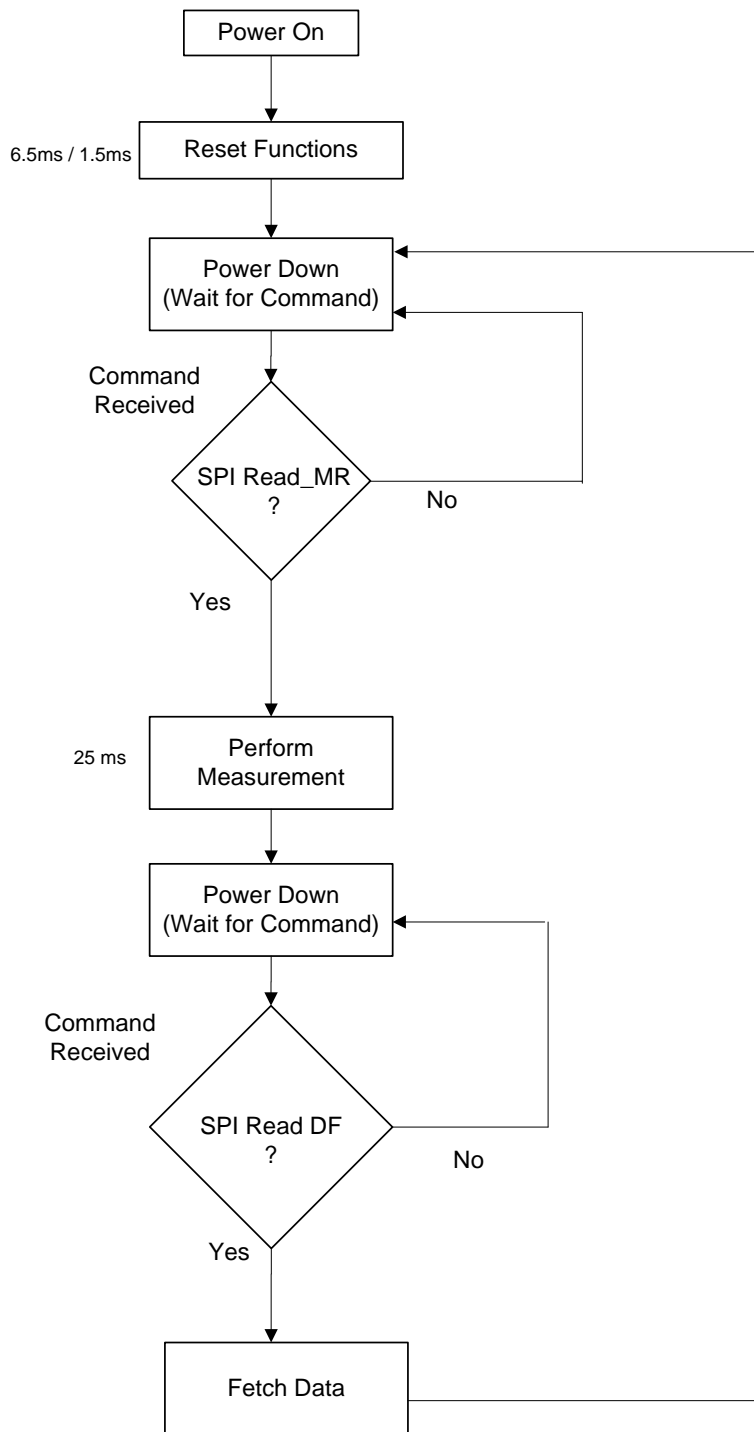 Power On
6.5ms / 1.5ms
Reset Functions
Power Down
(Wait for Command)
Command
Received
SPI Read_MR
?
No
Yes
25 ms
Perform
Measurement
Power Down
(Wait for Command)
Command
Received
SPI Read DF
?
No
Yes
Fetch Data